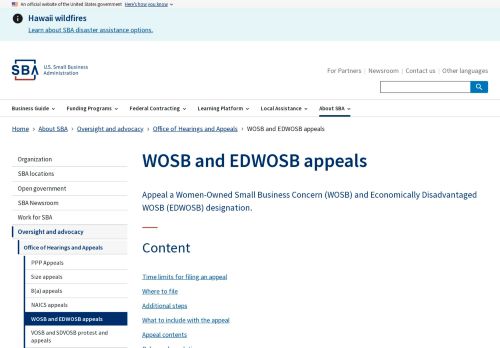 An official website of the United States government Here's how you know
Hawaii wildfires
Learn about SBA disaster assistance options.
SBA
U.S. Small Business
Administration
For Partners Newsroom Contact us Other languages
Business Guide Funding Programs Federal Contracting Learning Platform Local Assistance About SBA
Home › About SBA › Oversight and advocacy › Office of Hearings and Appeals › WOSB and EDWOSB appeals
Organization
SBA locations
Open government
SBA Newsroom
Work for SBA
Oversight and advocacy
Office of Hearings and Appeals
PPP Appeals
Size appeals
8(a) appeals
NAICS appeals
WOSB and EDWOSB appeals
VOSB and SDVOSB protest and
appeals
WOSB and EDWOSB appeals
Appeal a Women-Owned Small Business Concern (WOSB) and Economically Disadvantaged
WOSB (EDWOSB) designation.
Content
Time limits for filing an appeal
Where to file
Additional steps
What to include with the appeal
Appeal contents